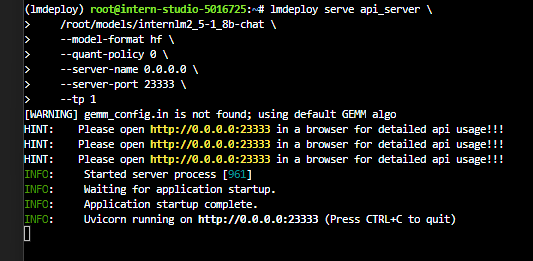 (lmdeploy) root@intern-studio-5016725:~# lmdeploy serve api_server \
>     /root/models/internlm2_5-1_8b-chat \
>     --model-format hf \
>     --quant-policy 0 \
>     --server-name 0.0.0.0 \
>     --server-port 23333 \
>     --tp 1
[WARNING] gemm_config.in is not found; using default GEMM algo
HINT:    Please open http://0.0.0.0:23333 in a browser for detailed api usage!!!
HINT:    Please open http://0.0.0.0:23333 in a browser for detailed api usage!!!
HINT:    Please open http://0.0.0.0:23333 in a browser for detailed api usage!!!
INFO:     Started server process [961]
INFO:     Waiting for application startup.
INFO:     Application startup complete.
INFO:     Uvicorn running on http://0.0.0.0:23333 (Press CTRL+C to quit)